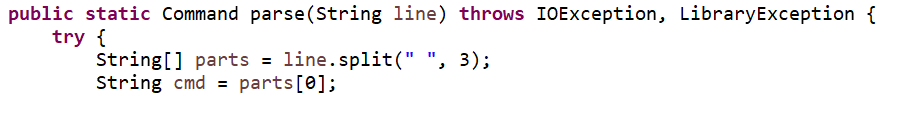 public static Command parse(String line) throws IOException, LibraryException {
    try {
        String[] parts = line.split(" ", 3);
        String cmd = parts[0];